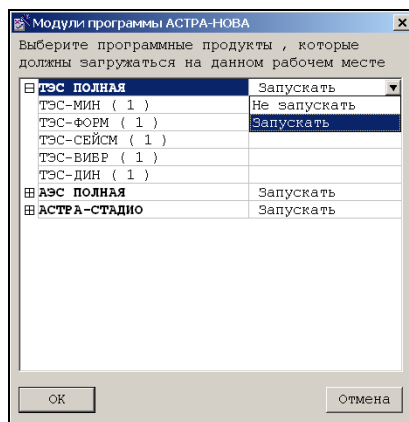 Модули программы АСТРА-НОВА
Выберите программные продукты , которые
должны загружаться на данном рабочем месте
ТЭС ПОЛНАЯ Запускать
ТЭС-МИН ( 1 ) Не запускать
ТЭС-ФОРМ ( 1 ) Запускать
ТЭС-СЕЙСМ ( 1 )
ТЭС-ВИБР ( 1 )
ТЭС-ДИН ( 1 )
АЭС ПОЛНАЯ Запускать
АСТРА-СТАДИО Запускать
ОК Отмена